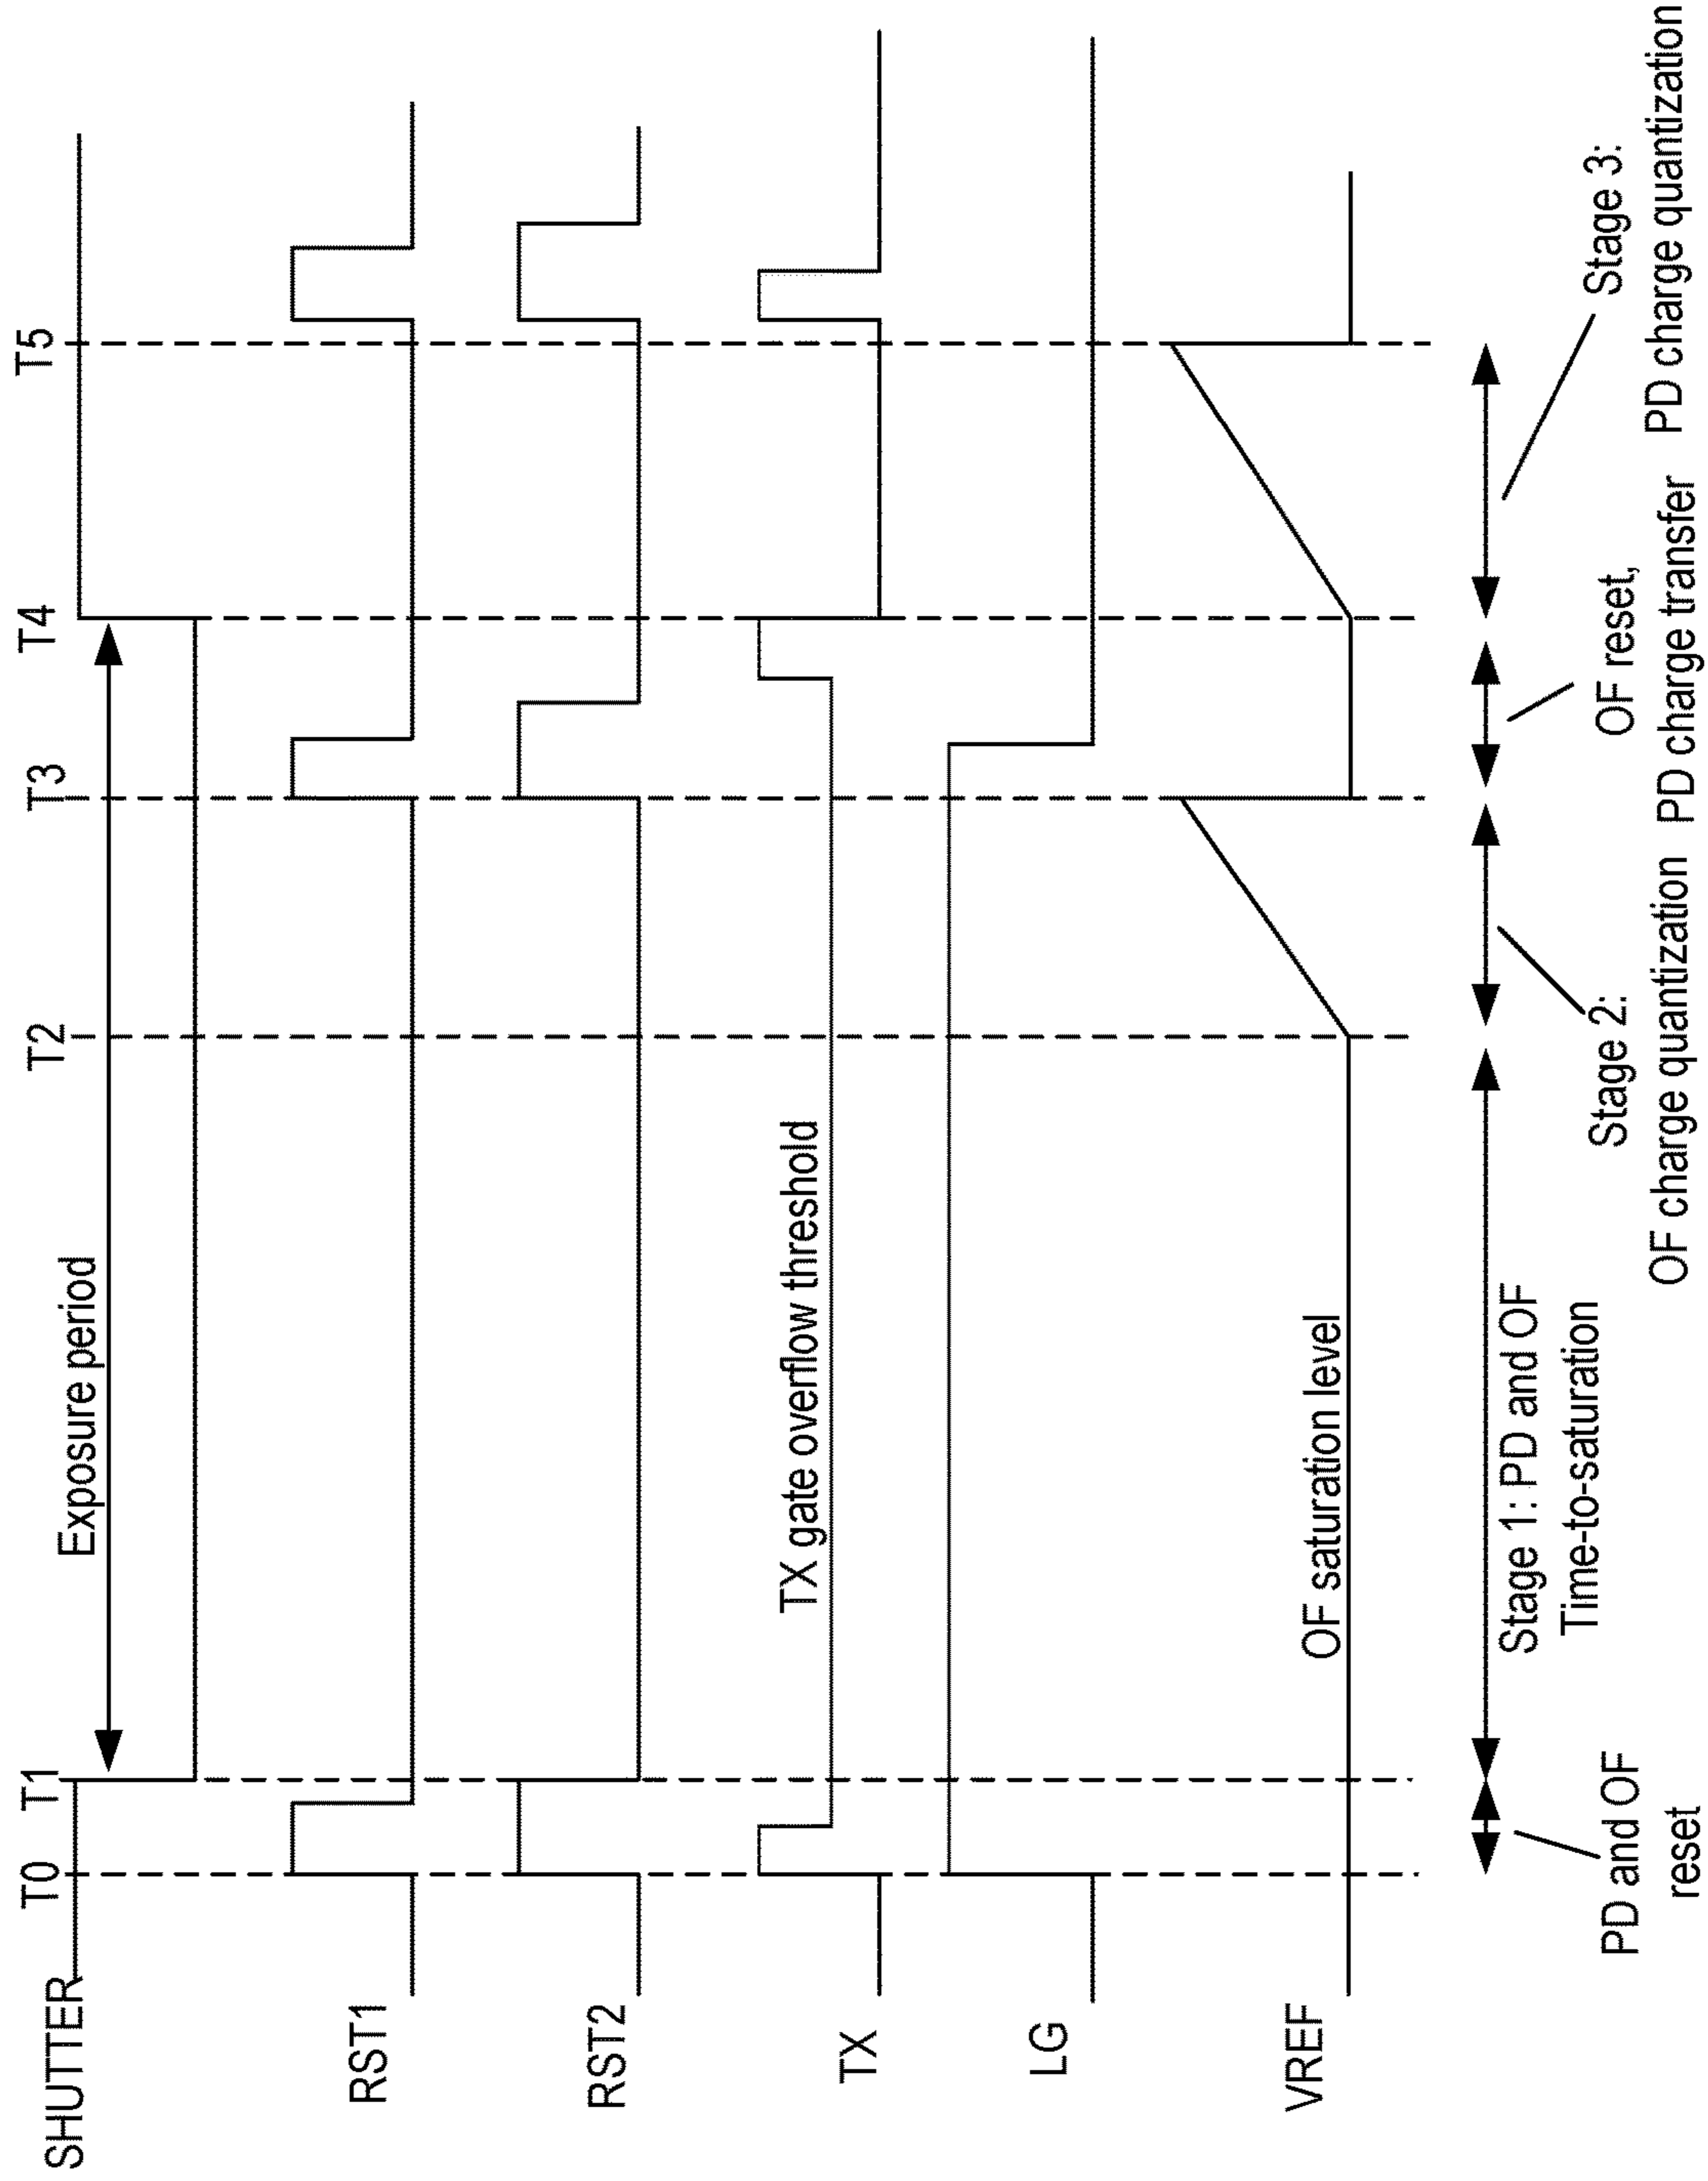 T0 T1 T2 T3 T4 T5
SHUTTER
Exposure period
RST1
RST2
TX
TX gate overflow threshold
LG
VREF
OF saturation level
PD and OF
reset
Stage 1: PD and OF
Time-to-saturation
Stage 2:
OF charge quantization
OF reset,
PD charge transfer
Stage 3:
PD charge quantization